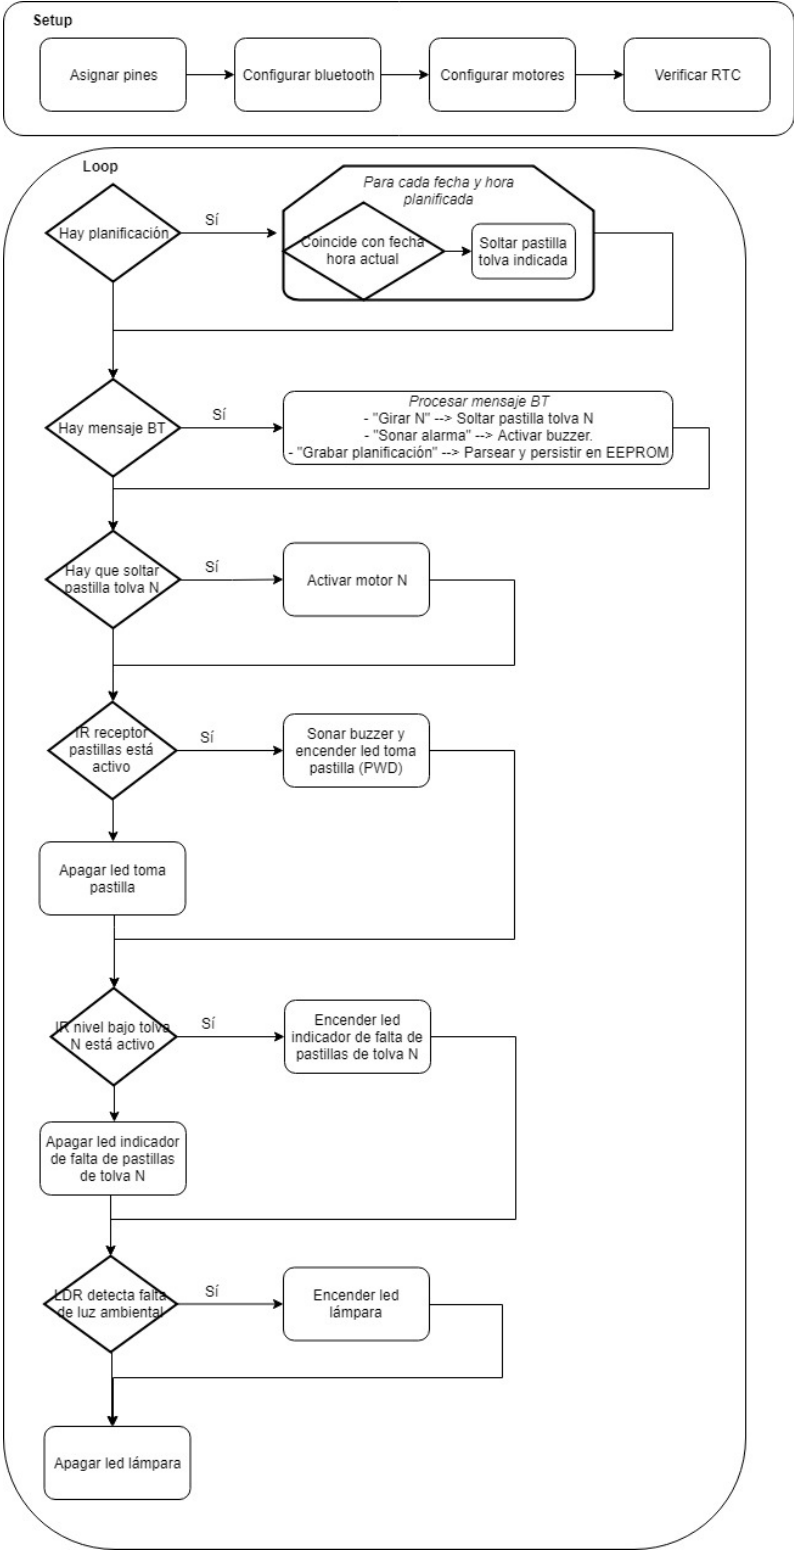 Setup
Asignar pines
Configurar bluetooth
Configurar motores
Verificar RTC
Loop
Hay planificación
Sí
Para cada fecha y hora
planificada
Coincide con fecha
hora actual
Soltar pastilla
tolva indicada
Hay mensaje BT
Sí
Procesar mensaje BT
- "Girar N" --> Soltar pastilla tolva N
- "Sonar alarma" --> Activar buzzer.
- "Grabar planificación" --> Parsear y persistir en EEPROM
Hay que soltar
pastilla tolva N
Sí
Activar motor N
IR receptor
pastillas está
activo
Sí
Sonar buzzer y
encender led toma
pastilla (PWD)
Apagar led toma
pastilla
IR nivel bajo tolva
N está activo
Sí
Encender led
indicador de falta de
pastillas de tolva N
Apagar led indicador
de falta de pastillas
de tolva N
LDR detecta falta
de luz ambiental
Sí
Encender led
lámpara
Apagar led lámpara